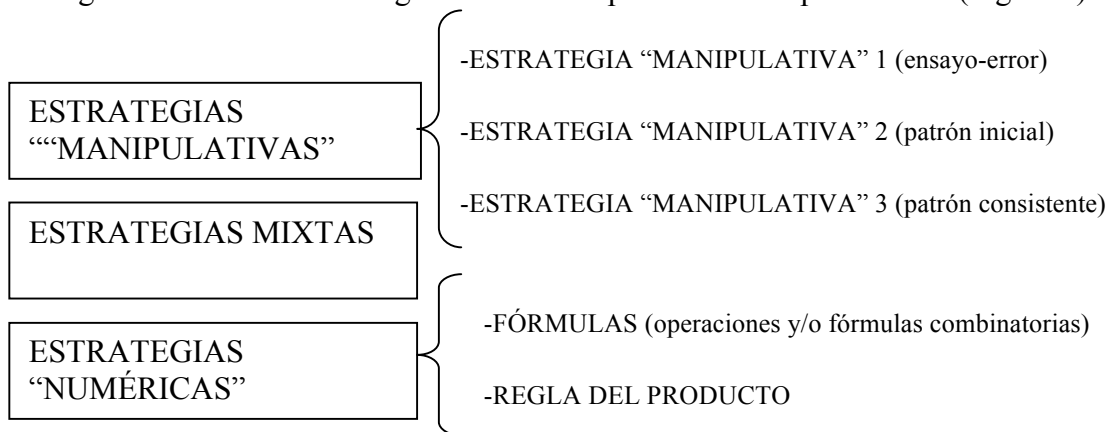 -ESTRATEGIA “MANIPULATIVA” 1 (ensayo-error)
ESTRATEGIAS
““MANIPULATIVAS”
-ESTRATEGIA “MANIPULATIVA” 2 (patrón inicial)
-ESTRATEGIA “MANIPULATIVA” 3 (patrón consistente)
ESTRATEGIAS MIXTAS
-FÓRMULAS (operaciones y/o fórmulas combinatorias)
ESTRATEGIAS
“NUMÉRICAS”
-REGLA DEL PRODUCTO